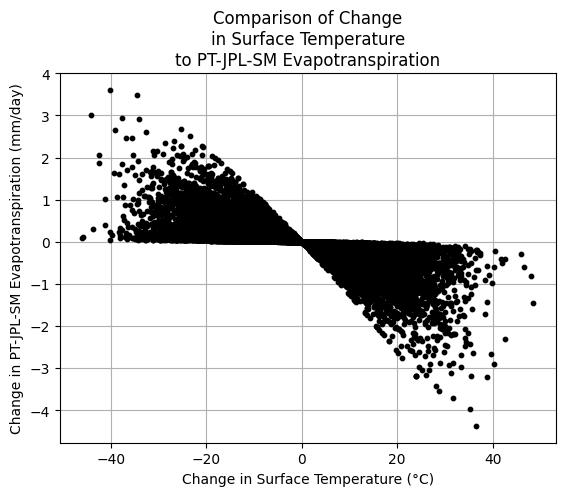 Comparison of Change
in Surface Temperature
to PT-JPL-SM Evapotranspiration
Change in PT-JPL-SM Evapotranspiration (mm/day)
4
3
2
1
0
−1
−2
−3
−4
−40
−20
0
20
40
Change in Surface Temperature (°C)